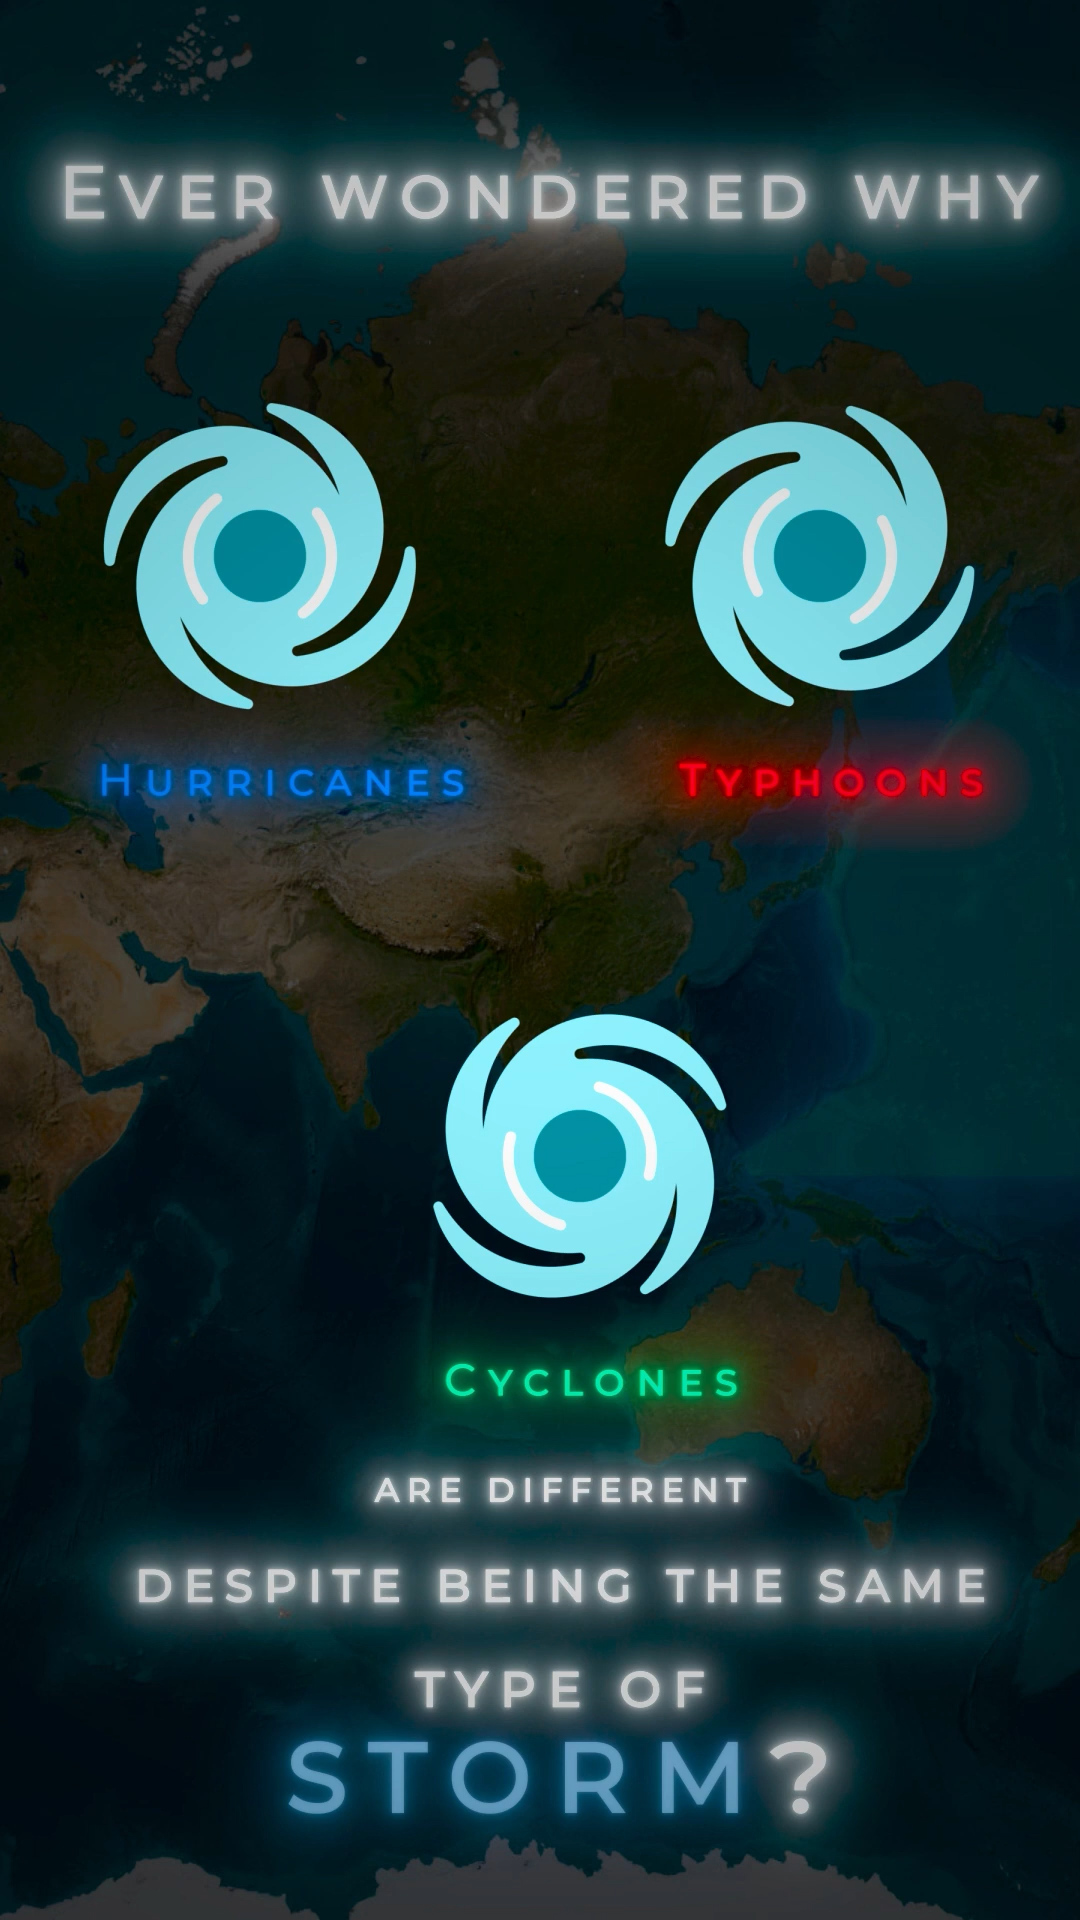 Ever wondered why
Hurricanes
Typhoons
Cyclones
are different
despite being the same
type of
STORM?